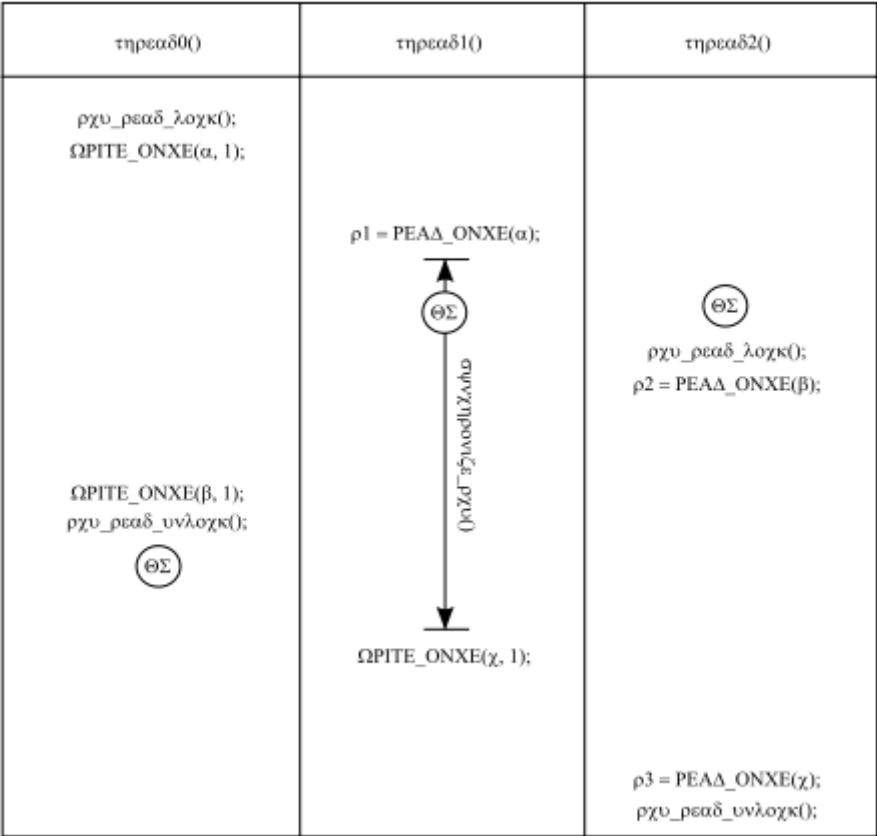 τηρεαδ0()
τηρεαδ1()
τηρεαδ2()
ρχυ_ρεαδ_λοχκ();
ΩΡΙΤΕ_ΟΝΧΕ(α, 1);
ρ1 = ΡΕΑΔ_ΟΝΧΕ(α);
ΘΣ
ΘΣ
ρχυ_ρεαδ_λοχκ();
ρ2 = ΡΕΑΔ_ΟΝΧΕ(β);
σψνχηρονιζε_ρχυ()
ΩΡΙΤΕ_ΟΝΧΕ(β, 1);
ρχυ_ρεαδ_υνλοχκ();
ΘΣ
ΩΡΙΤΕ_ΟΝΧΕ(χ, 1);
ρ3 = ΡΕΑΔ_ΟΝΧΕ(χ);
ρχυ_ρεαδ_υνλοχκ();